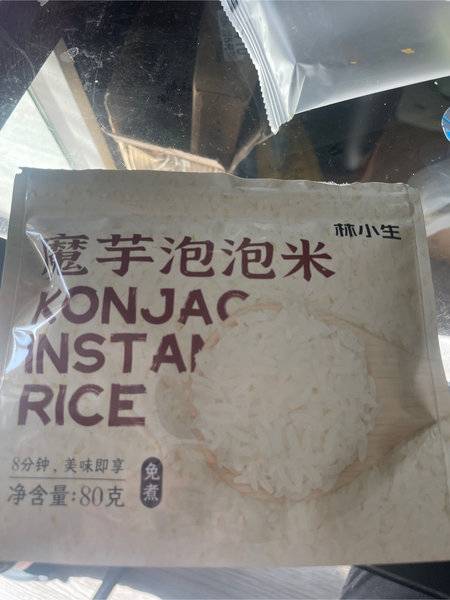 林小生
魔芋泡泡米
KONJAC
INSTAN
RICE
8分钟，美味即享
净含量:80克
免煮